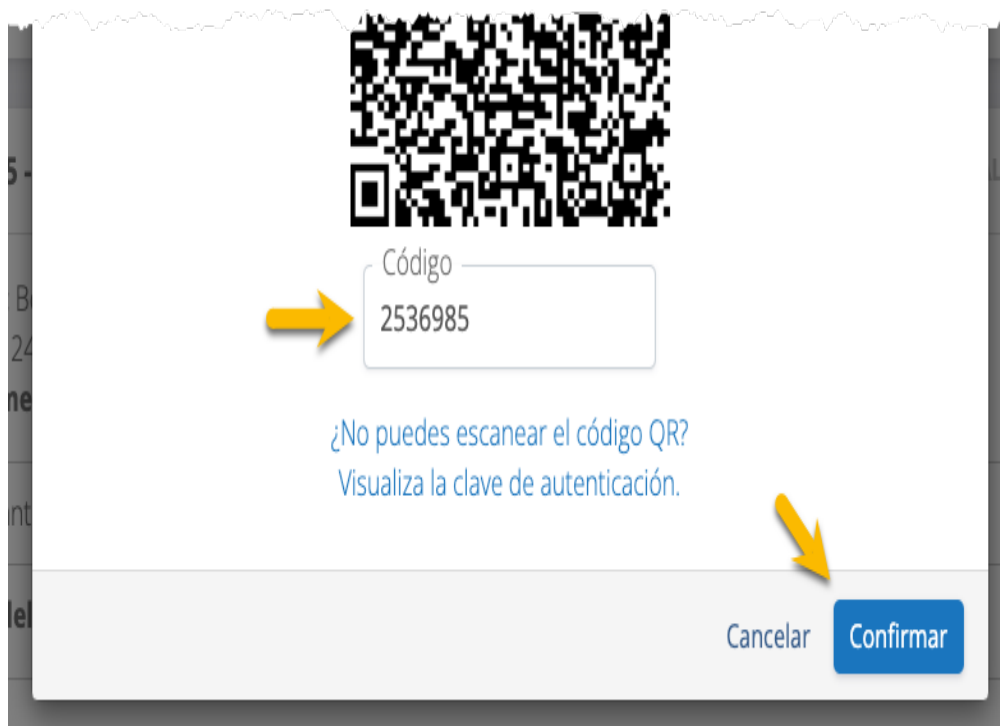 Código
2536985
¿No puedes escanear el código QR?
Visualiza la clave de autenticación.
Cancelar
Confirmar